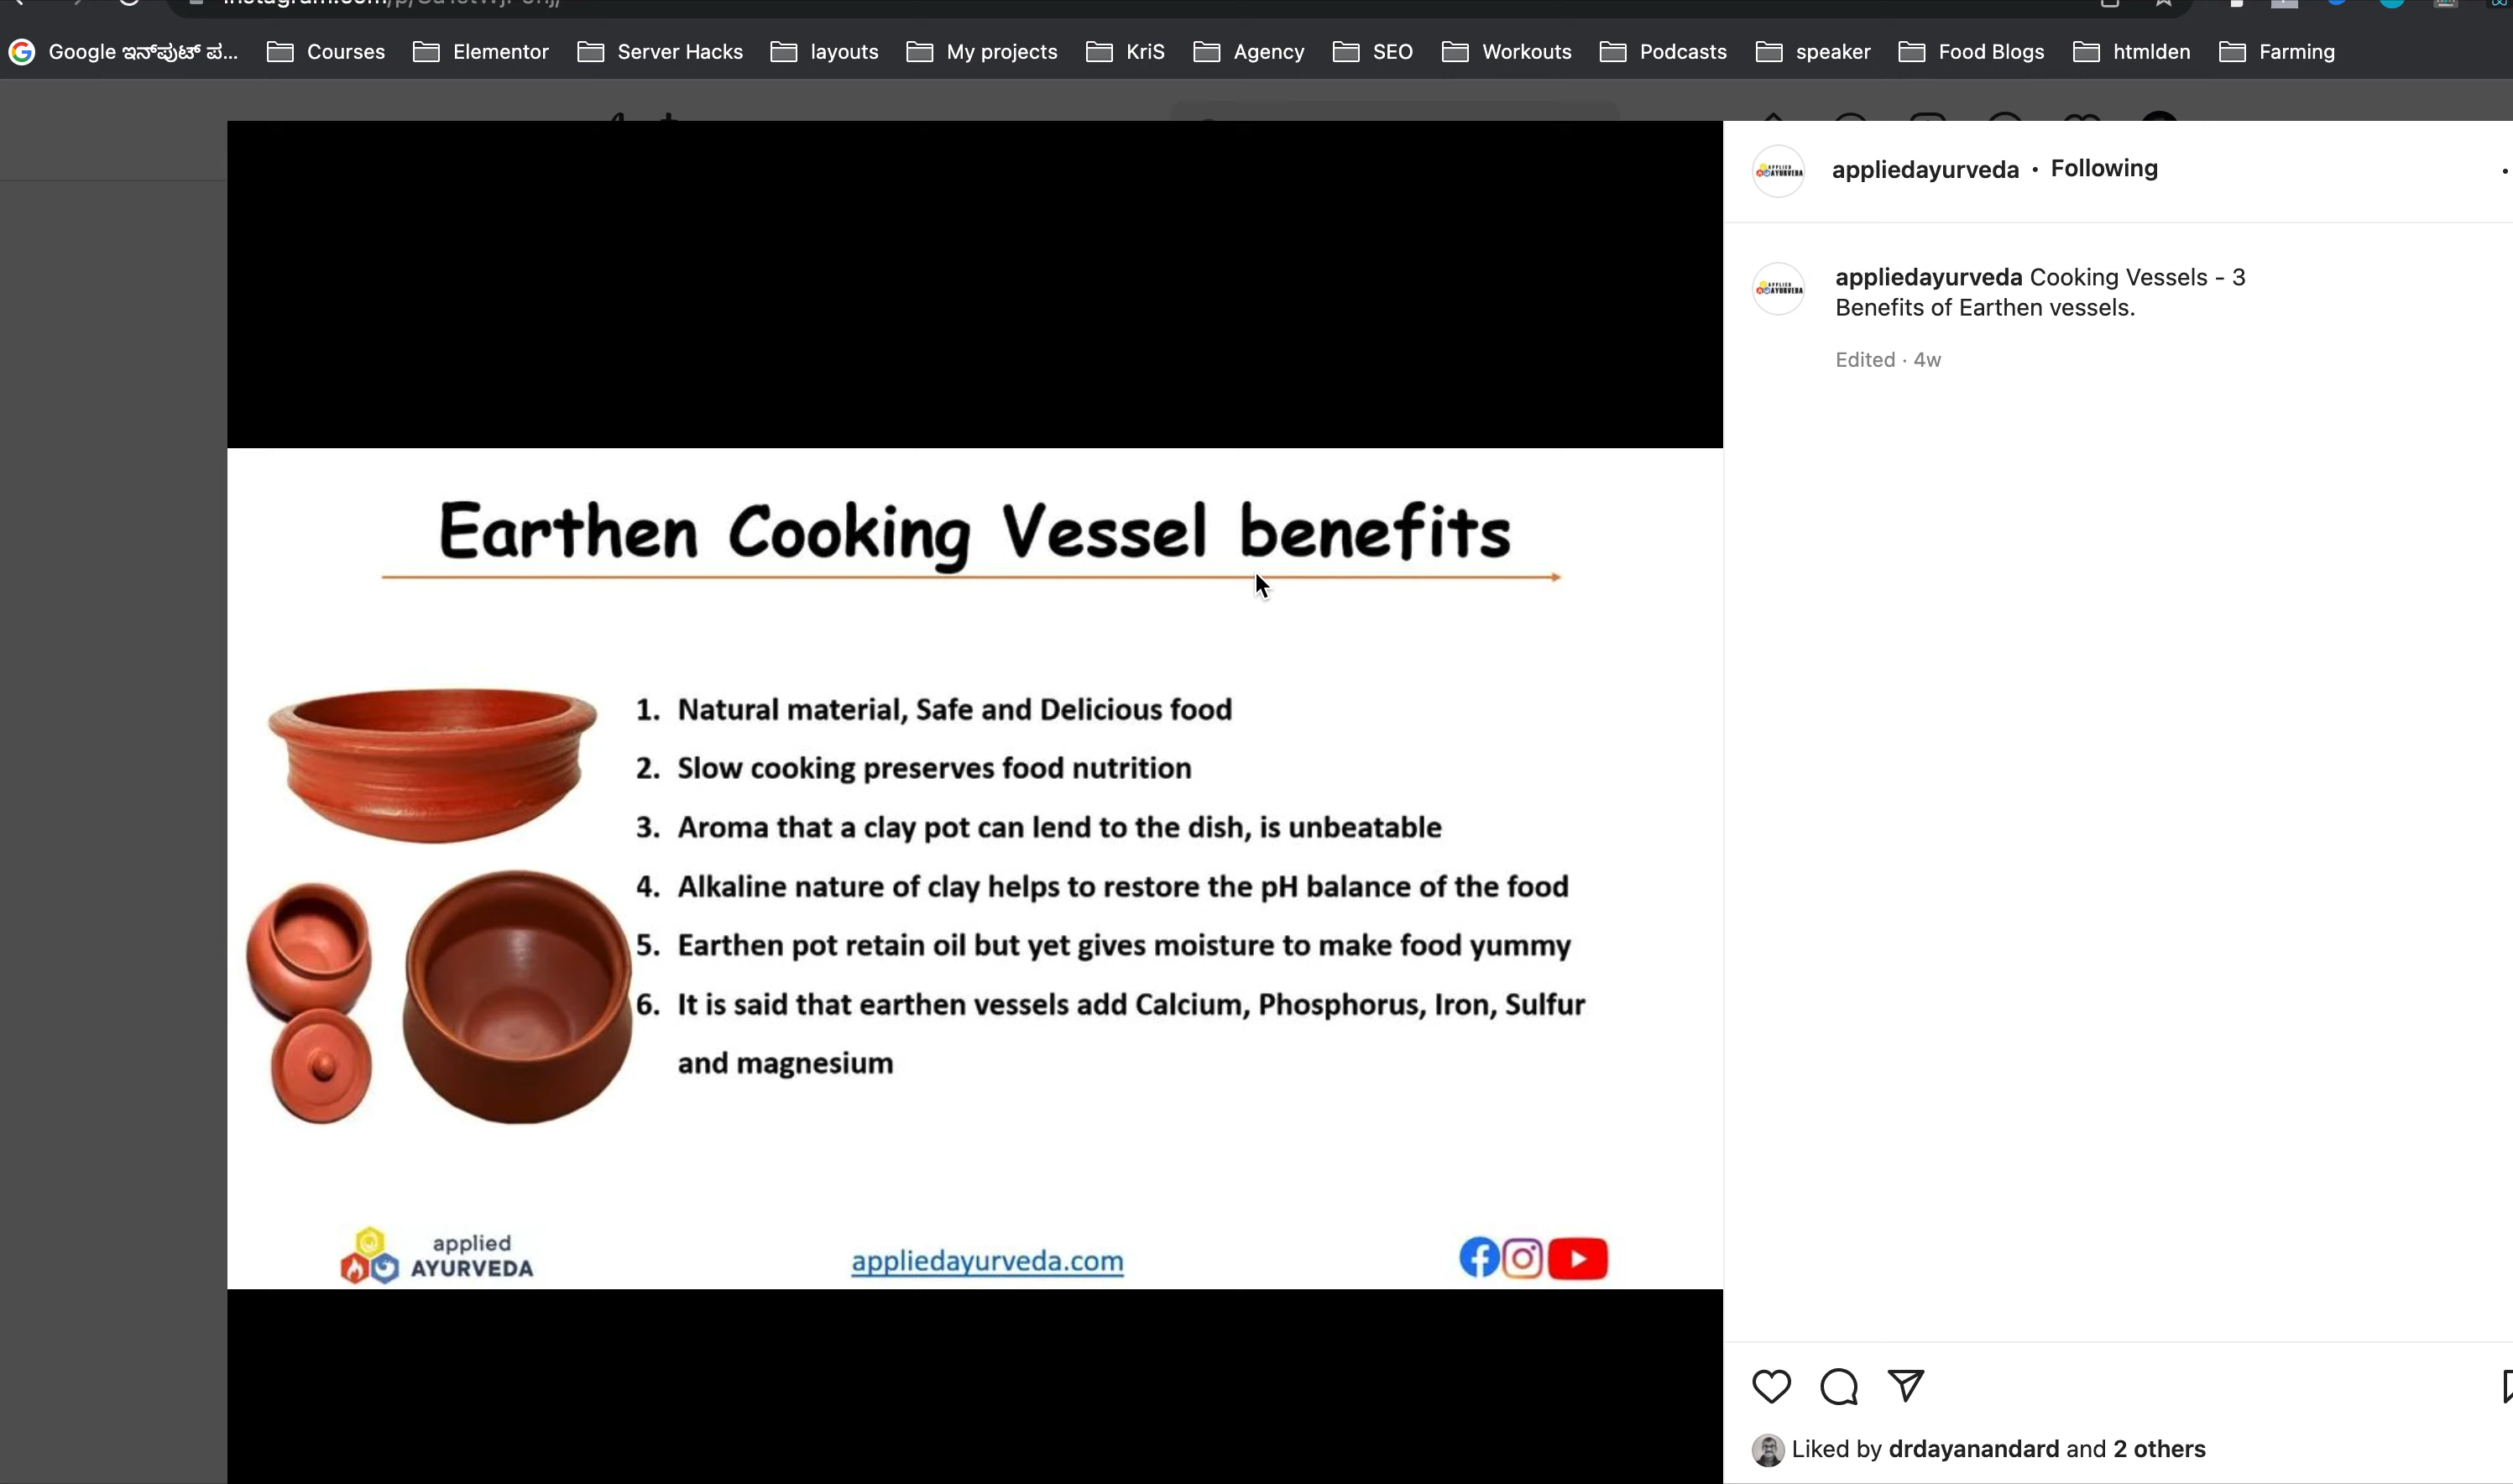 Google ಇನ್‌ಪುಟ್ ಪ... Courses Elementor Server Hacks layouts My projects KriS Agency SEO Workouts Podcasts speaker Food Blogs htmlden Farming
appliedayurveda • Following
appliedayurveda Cooking Vessels - 3
Benefits of Earthen vessels.
Edited · 4w
Earthen Cooking Vessel benefits
1. Natural material, Safe and Delicious food
2. Slow cooking preserves food nutrition
3. Aroma that a clay pot can lend to the dish, is unbeatable
4. Alkaline nature of clay helps to restore the pH balance of the food
5. Earthen pot retain oil but yet gives moisture to make food yummy
6. It is said that earthen vessels add Calcium, Phosphorus, Iron, Sulfur
and magnesium
applied
AYURVEDA
appliedayurveda.com
Liked by drdayanandard and 2 others